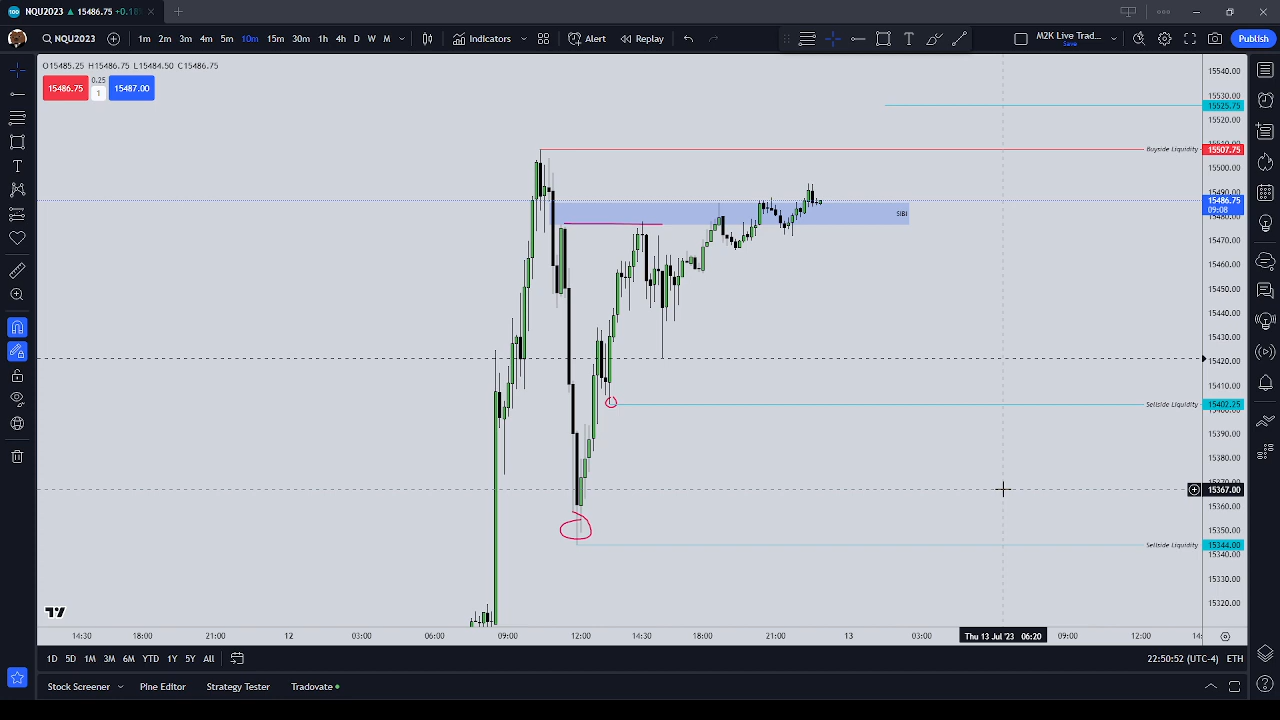 NQU2023 ▲ 15486.75 +0.18%
NQU2023 1m 2m 3m 4m 5m 10m 15m 30m 1h 4h D W M Indicators Alert Replay M2K Live Trad... Save Publish
O15485.25 H15486.75 L15484.50 C15486.75
15486.75 0.25 1 15487.00
15540.00
15530.00
15525.75
15520.00
Buyside Liquidity 15507.75
15500.00
15490.00
15486.75
09:08
15480.00
SIBI
15470.00
15460.00
15450.00
15440.00
15430.00
15420.00
15410.00
Sellside Liquidity 15402.25
15390.00
15380.00
15367.00
15360.00
15350.00
Sellside Liquidity 15344.00
15340.00
15330.00
15320.00
14:30 18:00 21:00 12 03:00 06:00 09:00 12:00 14:30 18:00 21:00 13 03:00 Thu 13 Jul '23 06:20 09:00 12:00
1D 5D 1M 3M 6M YTD 1Y 5Y All 22:50:52 (UTC-4) ETH
Stock Screener Pine Editor Strategy Tester Tradovate